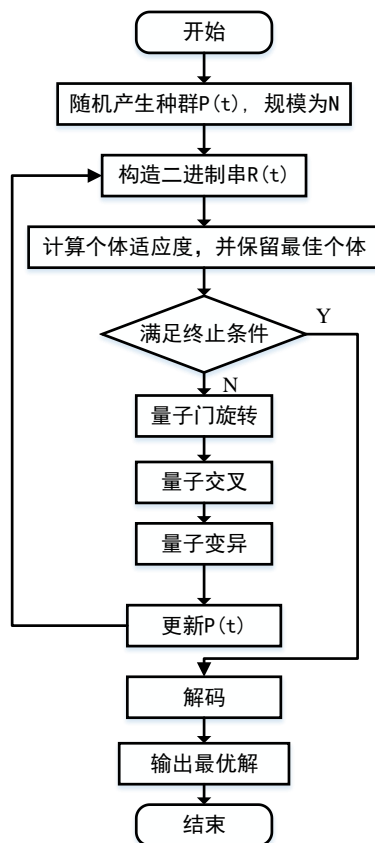 开始
随机产生种群P(t), 规模为N
构造二进制串R(t)
计算个体适应度，并保留最佳个体
满足终止条件
Y
N
量子门旋转
量子交叉
量子变异
更新P(t)
解码
输出最优解
结束